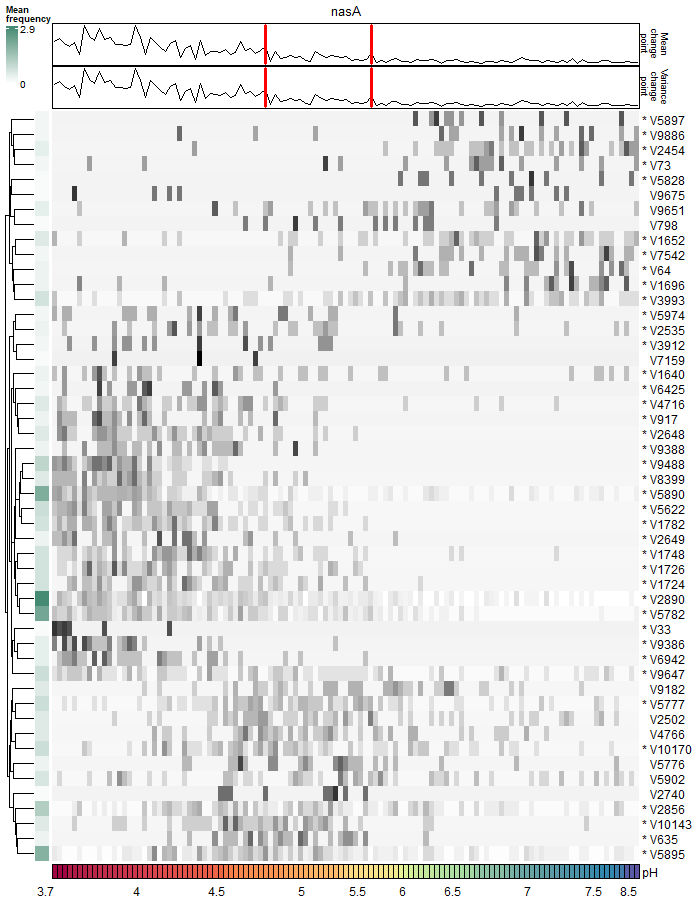 nasA
Mean
frequency
2.9
0
Mean
change
point
Variance
change
point
* V5897
* V9886
* V2454
* V73
* V5828
V9675
V9651
V798
* V1652
* V7542
* V64
* V1696
* V3993
* V5974
* V2535
* V3912
V7159
* V1640
* V6425
* V4716
* V917
* V2648
* V9388
* V9488
* V8399
* V5890
* V5622
* V1782
* V2649
* V1748
* V1726
* V1724
* V2890
* V5782
* V33
* V9386
* V6942
* V9647
V9182
* V5777
V2502
V4766
* V10170
V5776
V5902
V2740
* V2856
* V10143
* V635
* V5895
pH
3.7 4 4.5 5 5.5 6 6.5 7 7.5 8.5